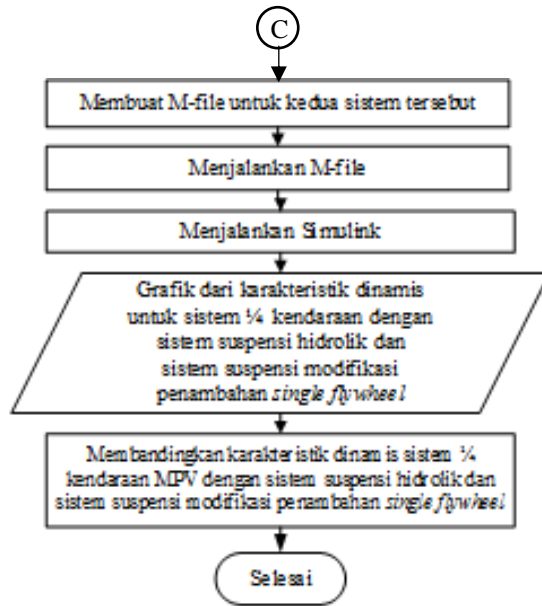 C
Membuat M-file untuk kedua sistem tersebut
Menjalankan M-file
Menjalankan Simulink
Grafik dari karakteristik dinamis
untuk sistem ¼ kendaraan dengan
sistem suspensi hidrolik dan
sistem suspensi modifikasi
penambahan single flywheel
Membandingkan karakteristik dinamis sistem ¼
kendaraan MPV dengan sistem suspensi hidrolik dan
sistem suspensi modifikasi penambahan single flywheel
Selesai